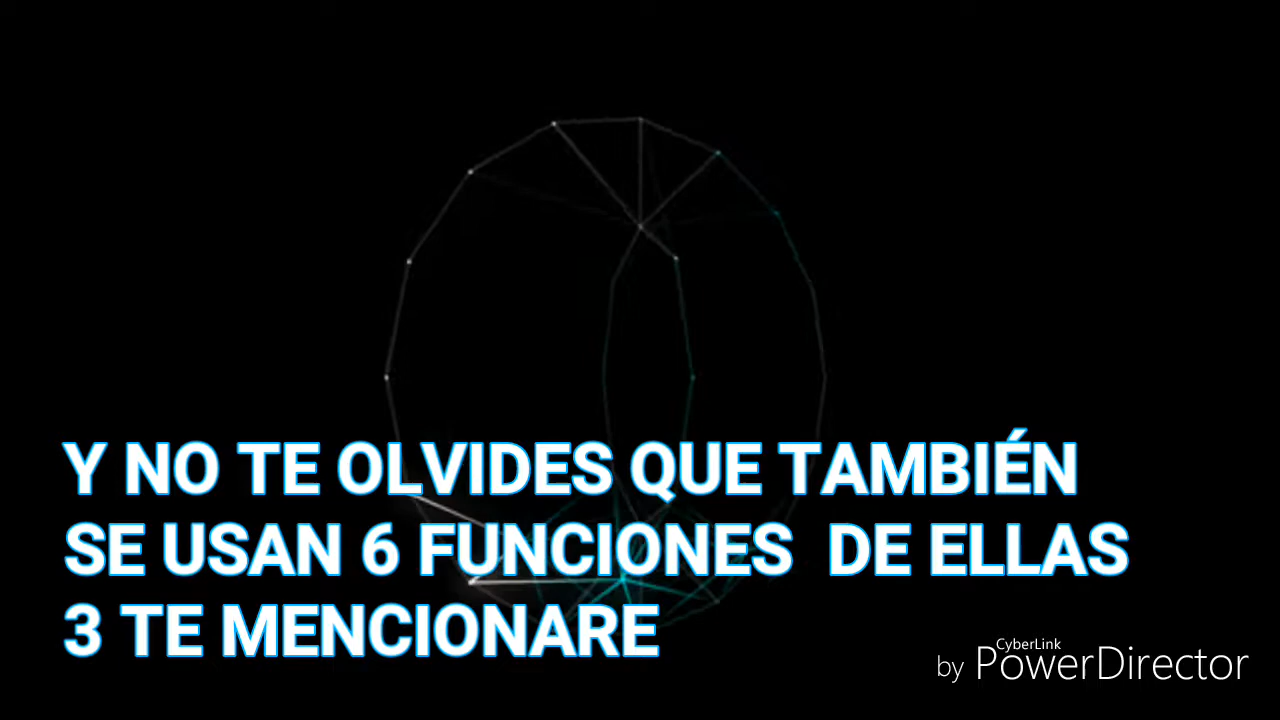 Y NO TE OLVIDES QUE TAMBIÉN
SE USAN 6 FUNCIONES DE ELLAS
3 TE MENCIONARE
CyberLink
by PowerDirector